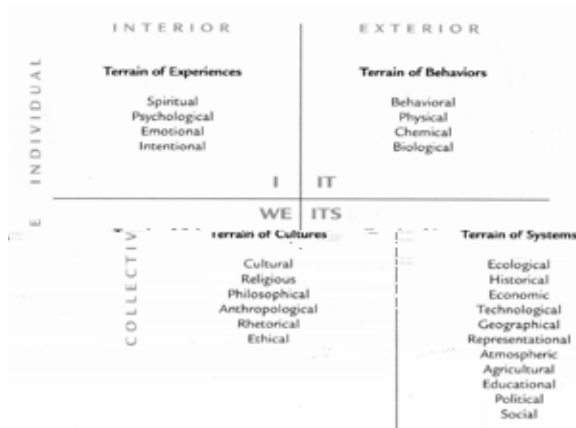 INTERIOR
EXTERIOR
INDIVIDUAL
Terrain of Experiences
Spiritual
Psychological
Emotional
Intentional
Terrain of Behaviors
Behavioral
Physical
Chemical
Biological
I
IT
WE
ITS
E
COLLECTIV
Terrain of Cultures
Cultural
Religious
Philosophical
Anthropological
Rhetorical
Ethical
Terrain of Systems
Ecological
Historical
Economic
Technological
Geographical
Representational
Atmospheric
Agricultural
Educational
Political
Social